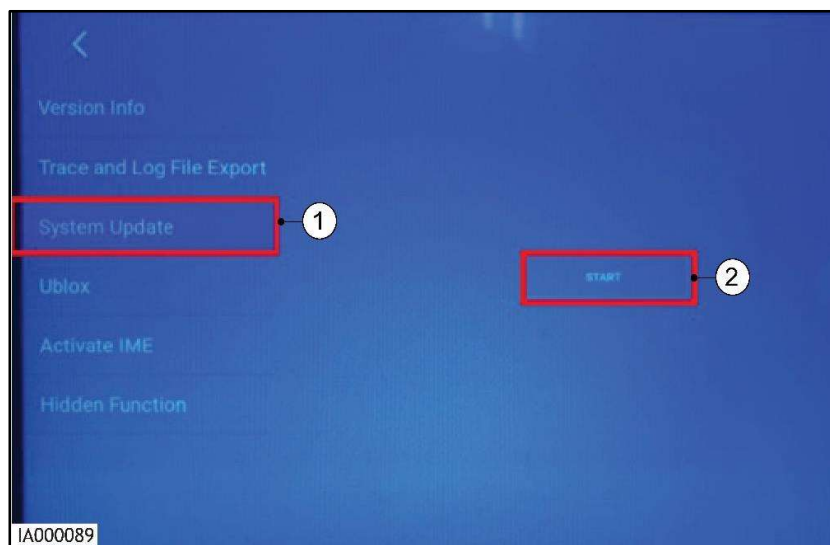 Version Info
Trace and Log File Export
System Update
1
START
2
Ublox
Activate IME
Hidden Function
IA000089